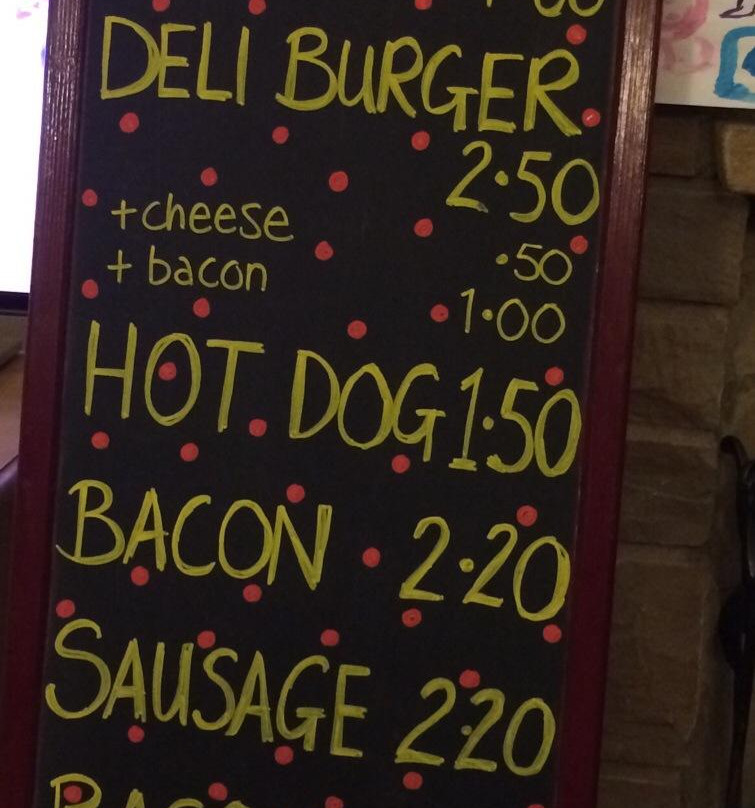 DELI BURGER
2.50
+cheese .50
+ bacon 1.00
HOT DOG 1.50
BACON 2.20
SAUSAGE 2.20